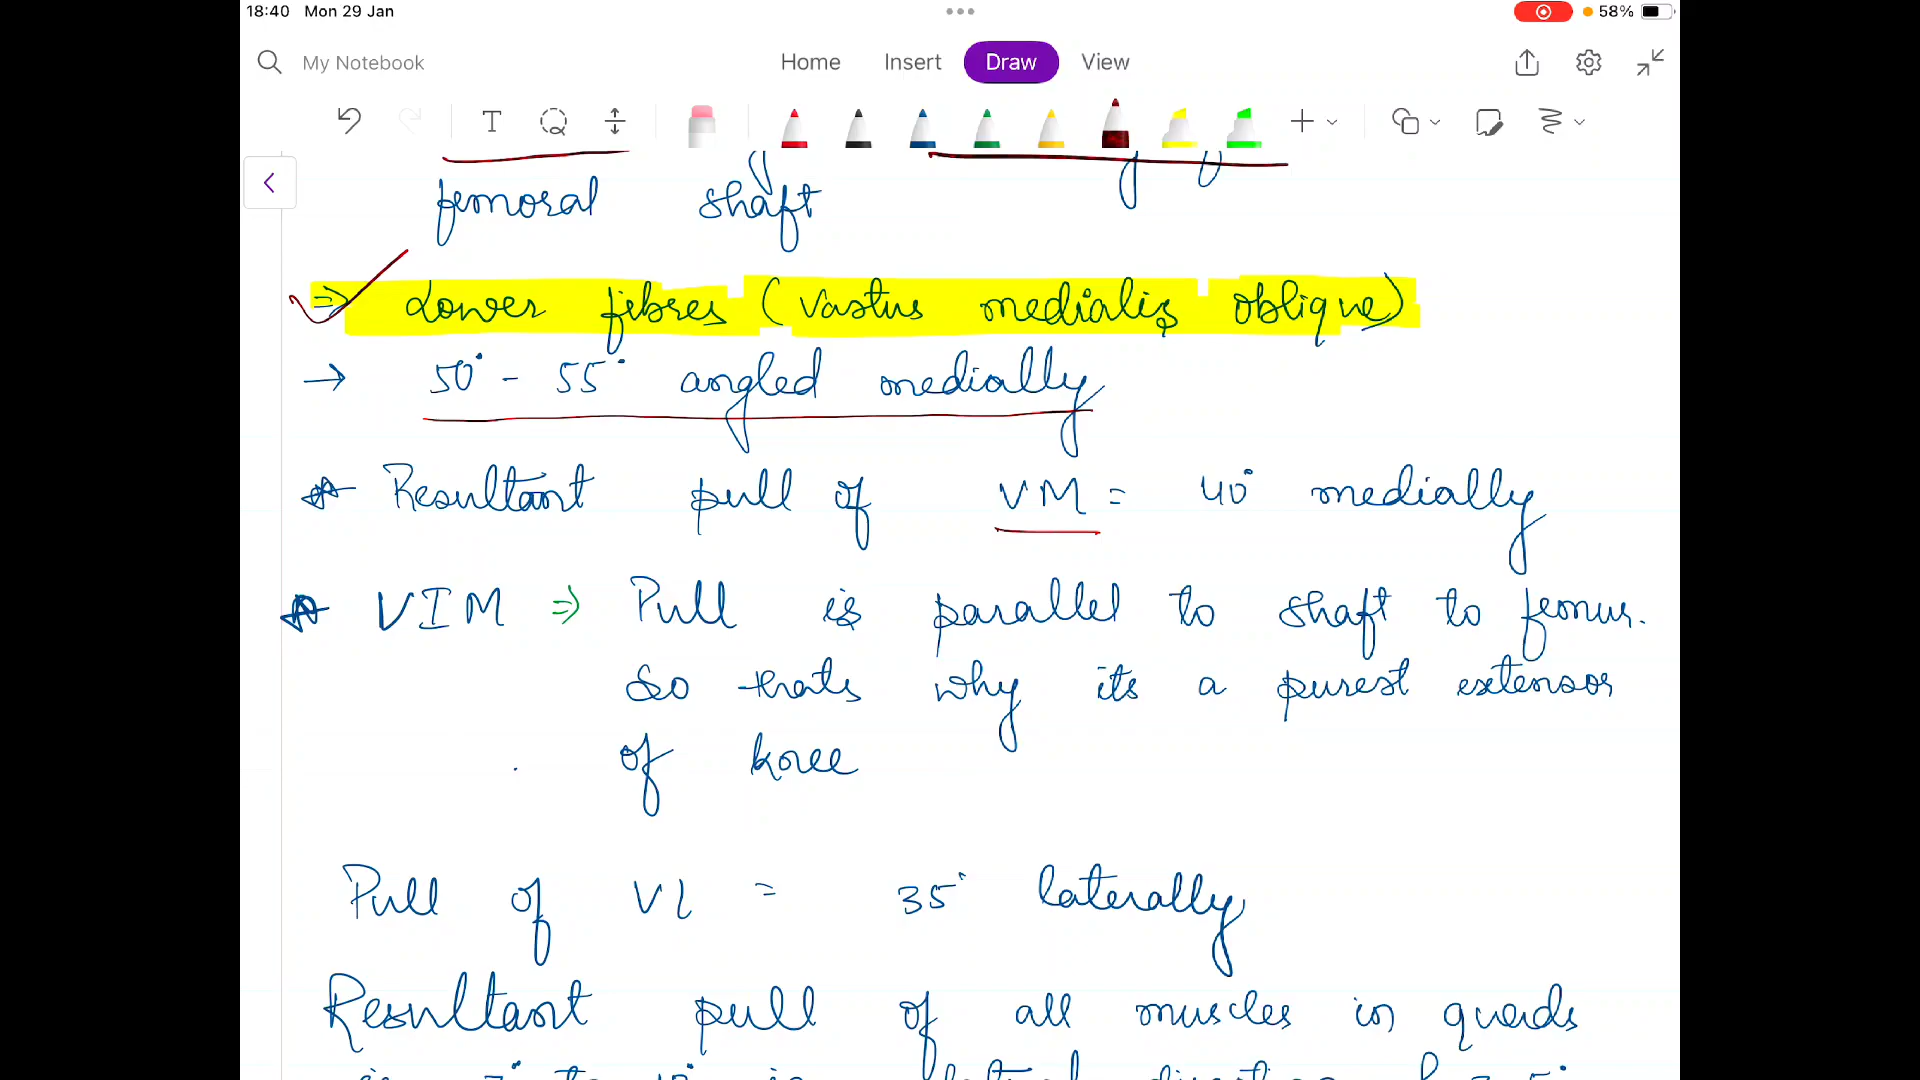 18:40 Mon 29 Jan
58%
My Notebook
Home Insert Draw View
T
femoral shaft
⇒ Lower fibres (vastus medialis oblique)
→ 50° - 55° angled medially
☆ Resultant pull of VM = 40° medially
☆ VIM ⇒ Pull is parallel to shaft to femur.
So thats why its a purest extensor
of knee
Pull of VL = 35° laterally
Resultant pull of all muscles in quads